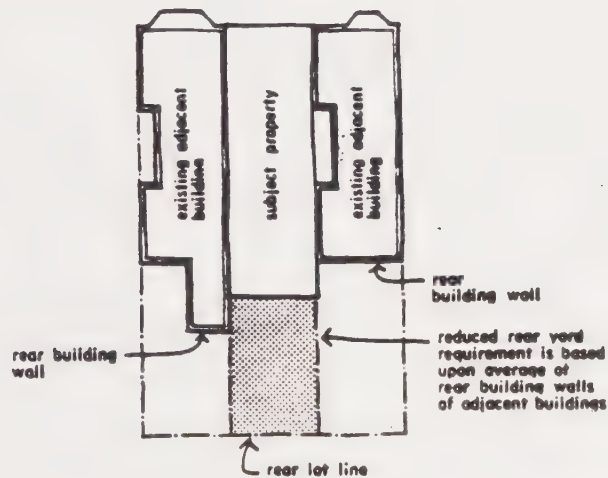 existing adjacent
building
subject property
existing adjacent
building
rear
building wall
rear building
wall
reduced rear yard
requirement is based
upon average of
rear building walls
of adjacent buildings
rear lot line